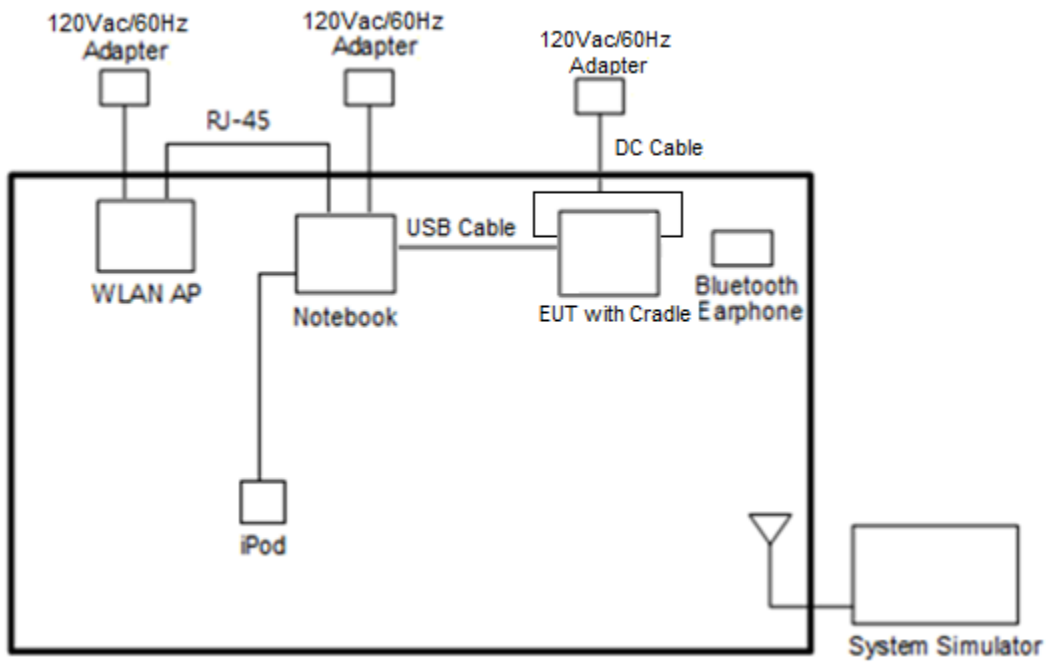 120Vac/60Hz
Adapter
120Vac/60Hz
Adapter
120Vac/60Hz
Adapter
RJ-45
DC Cable
USB Cable
WLAN AP
Notebook
EUT with Cradle
Bluetooth
Earphone
iPod
System Simulator